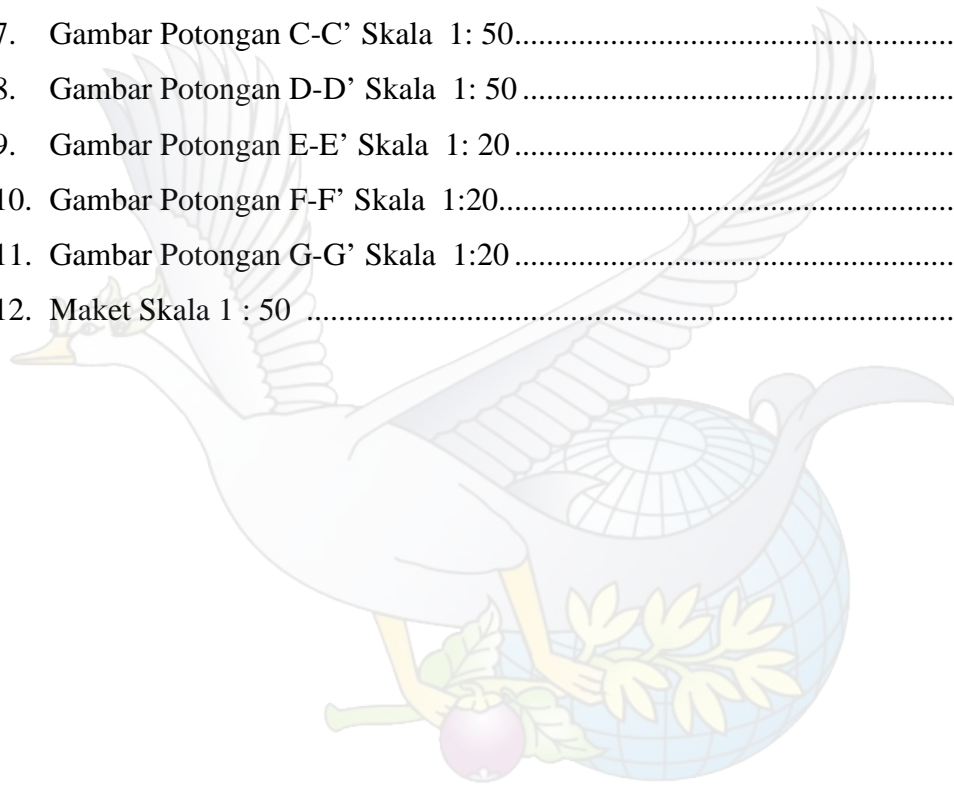 7. Gambar Potongan C-C’ Skala 1: 50..........................................................
8. Gambar Potongan D-D’ Skala 1: 50.........................................................
9. Gambar Potongan E-E’ Skala 1: 20..........................................................
10. Gambar Potongan F-F’ Skala 1:20............................................................
11. Gambar Potongan G-G’ Skala 1:20..........................................................
12. Maket Skala 1 : 50 ....................................................................................